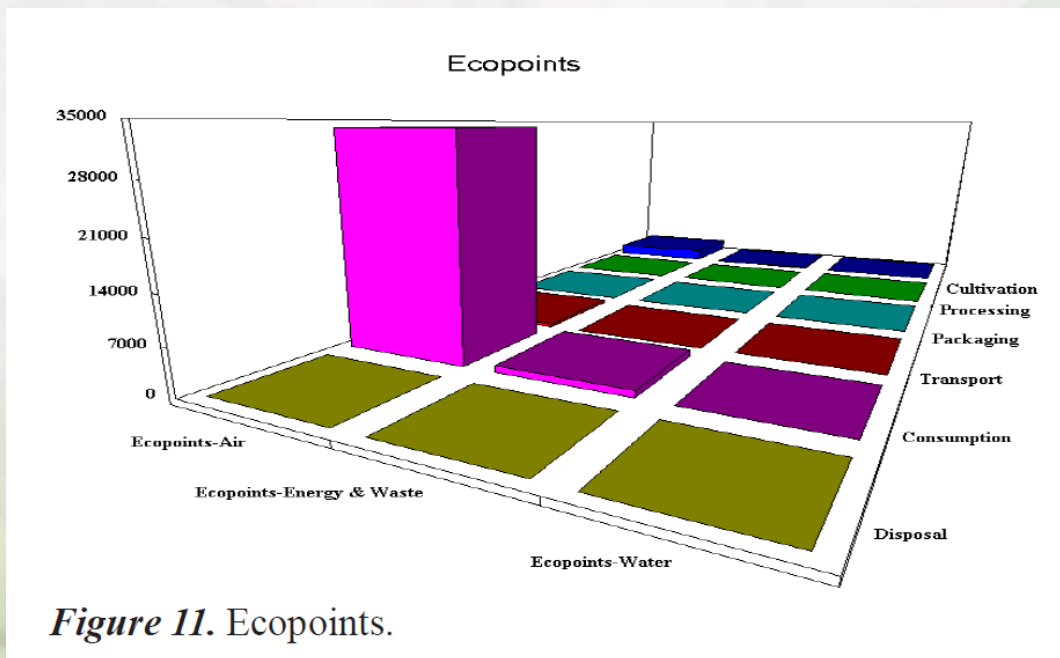 Ecopoints
35000
28000
21000
14000
7000
0
Cultivation
Processing
Packaging
Transport
Consumption
Disposal
Ecopoints-Air
Ecopoints-Energy & Waste
Ecopoints-Water
Figure 11. Ecopoints.